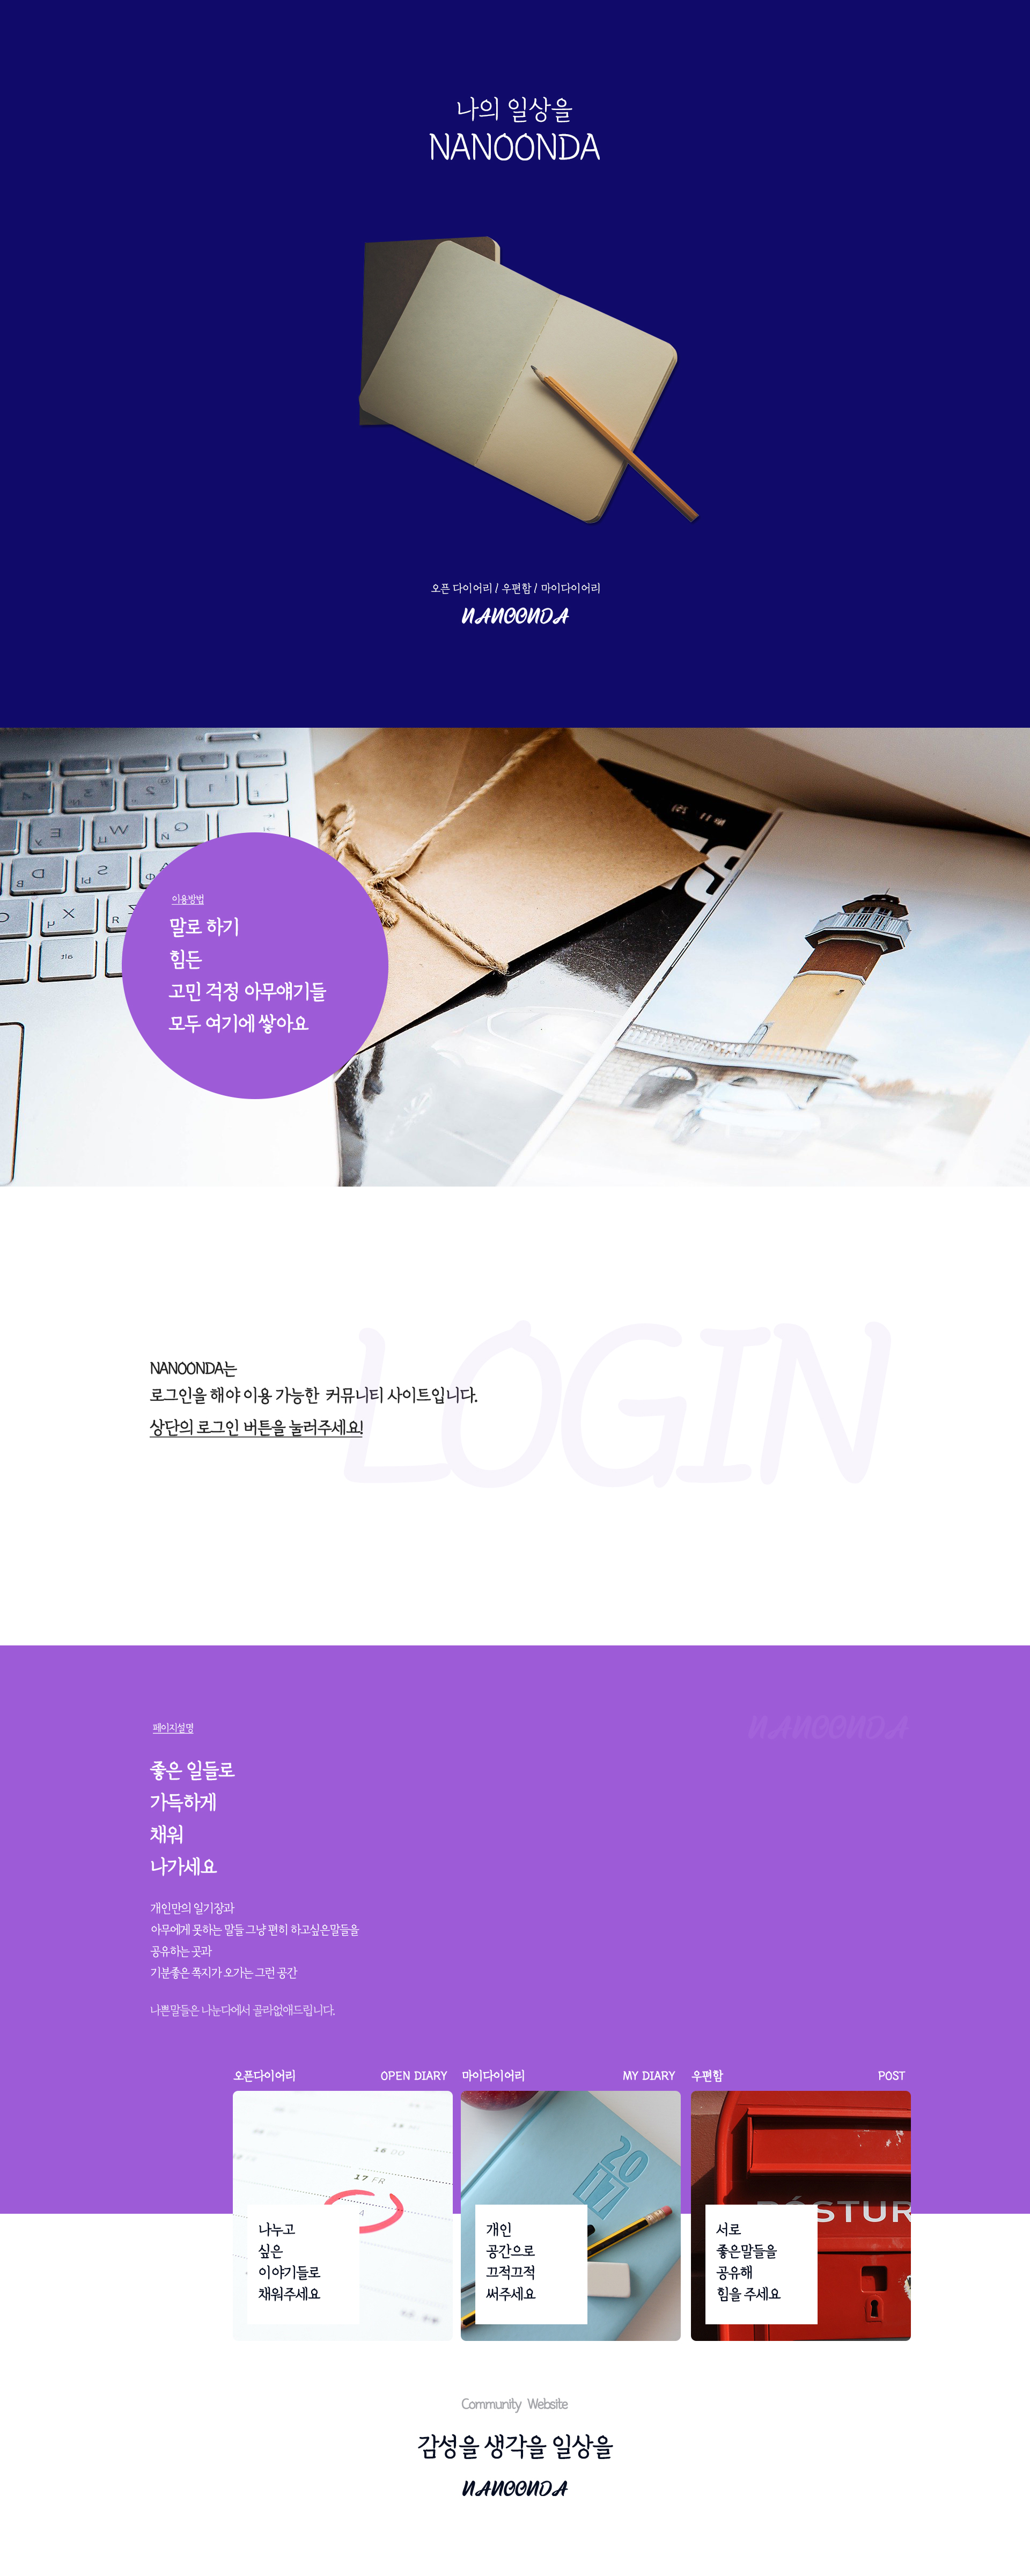 나의 일상을
NANOONDA
오픈 다이어리 / 우편함 / 마이다이어리
NANOONDA
이용방법
말로 하기
힘든
고민 걱정 아무얘기들
모두 여기에 쌓아요
LOGIN
NANOONDA는
로그인을 해야 이용 가능한 커뮤니티 사이트입니다.
상단의 로그인 버튼을 눌러주세요!
NANOONDA
페이지설명
좋은 일들로
가득하게
채워
나가세요
개인만의 일기장과
아무에게 못하는 말들 그냥 편히 하고싶은말들을
공유하는 곳과
기분좋은 쪽지가 오가는 그런 공간
나쁜말들은 나눈다에서 골라없애드립니다.
오픈다이어리 OPEN DIARY
마이다이어리 MY DIARY
우편함 POST
16
17 FR
나누고
싶은
이야기들로
채워주세요
2017
개인
공간으로
끄적끄적
써주세요
PÓSTUR
서로
좋은말들을
공유해
힘을 주세요
Community Website
감성을 생각을 일상을
NANOONDA